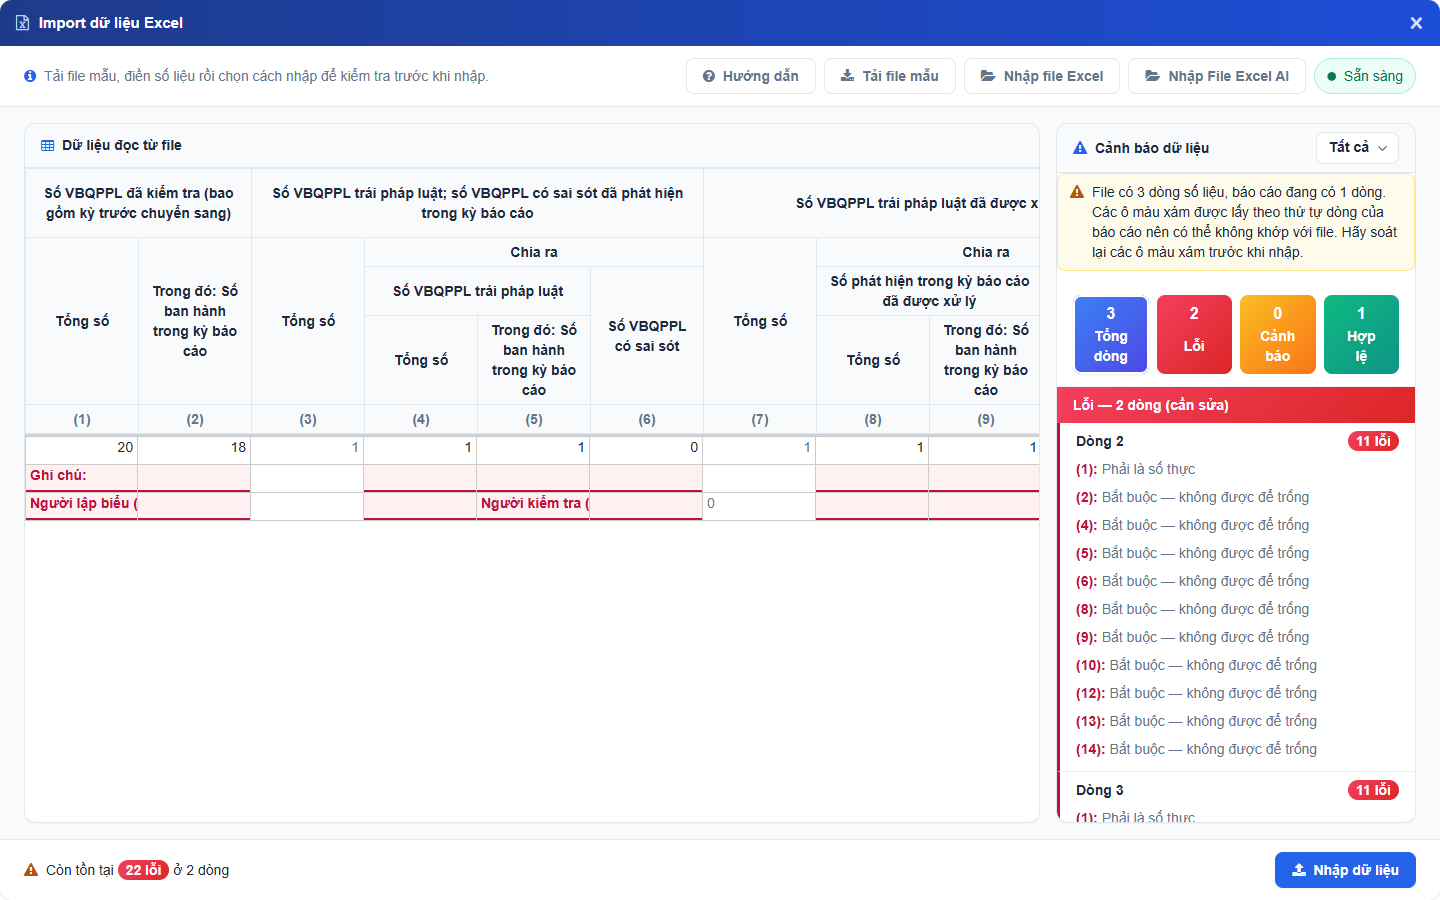 Import dữ liệu Excel
Tải file mẫu, điền số liệu rồi chọn cách nhập để kiểm tra trước khi nhập.
Hướng dẫn
Tải file mẫu
Nhập file Excel
Nhập File Excel AI
Sẵn sàng
Dữ liệu đọc từ file
Số VBQPPL đã kiểm tra (bao
gồm kỳ trước chuyển sang)
Số VBQPPL trái pháp luật; số VBQPPL có sai sót đã phát hiện
trong kỳ báo cáo
Số VBQPPL trái pháp luật đã được x
Tổng số
Trong đó: Số
ban hành
trong kỳ báo
cáo
Tổng số
Chia ra
Số VBQPPL trái pháp luật
Tổng số
Trong đó: Số
ban hành
trong kỳ báo
cáo
Số VBQPPL
có sai sót
Tổng số
Chia ra
Số phát hiện trong kỳ báo cáo
đã được xử lý
Tổng số
Trong đó: Số
ban hành
trong kỳ báo
cáo
(1) (2) (3) (4) (5) (6) (7) (8) (9)
20 18 1 1 1 0 1 1 1
Ghi chú:
Người lập biểu ( Người kiểm tra ( 0
Cảnh báo dữ liệu
Tất cả
File có 3 dòng số liệu, báo cáo đang có 1 dòng.
Các ô màu xám được lấy theo thứ tự dòng của
báo cáo nên có thể không khớp với file. Hãy soát
lại các ô màu xám trước khi nhập.
3
Tổng
dòng
2
Lỗi
0
Cảnh
báo
1
Hợp
lệ
Lỗi — 2 dòng (cần sửa)
Dòng 2
11 lỗi
(1): Phải là số thực
(2): Bắt buộc — không được để trống
(4): Bắt buộc — không được để trống
(5): Bắt buộc — không được để trống
(6): Bắt buộc — không được để trống
(8): Bắt buộc — không được để trống
(9): Bắt buộc — không được để trống
(10): Bắt buộc — không được để trống
(12): Bắt buộc — không được để trống
(13): Bắt buộc — không được để trống
(14): Bắt buộc — không được để trống
Dòng 3
11 lỗi
(1): Phải là số thực
Còn tồn tại 22 lỗi ở 2 dòng
Nhập dữ liệu